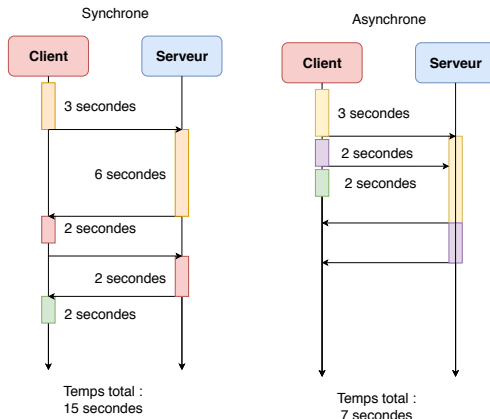 Synchrone
Client
Serveur
3 secondes
6 secondes
2 secondes
2 secondes
2 secondes
Temps total :
15 secondes
Asynchrone
Client
Serveur
3 secondes
2 secondes
2 secondes
Temps total :
7 secondes